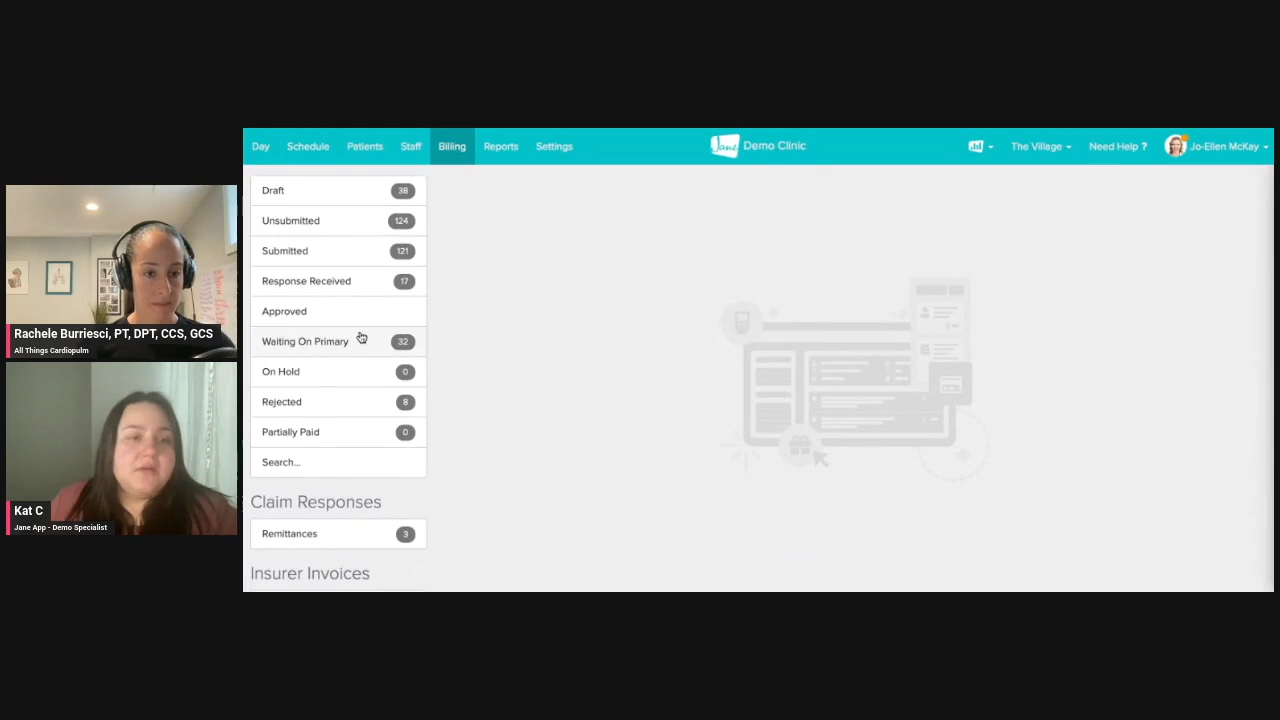 Day Schedule Patients Staff Billing Reports Settings Jane Demo Clinic The Village Need Help ? Jo-Ellen McKay
Draft 38
Unsubmitted 124
Submitted 121
Response Received 17
Approved
Waiting On Primary 32
On Hold 0
Rejected 8
Partially Paid 0
Search...
Claim Responses
Remittances 3
Insurer Invoices
Rachele Burriesci, PT, DPT, CCS, GCS
All Things Cardiopulm
Kat C
Jane App - Demo Specialist